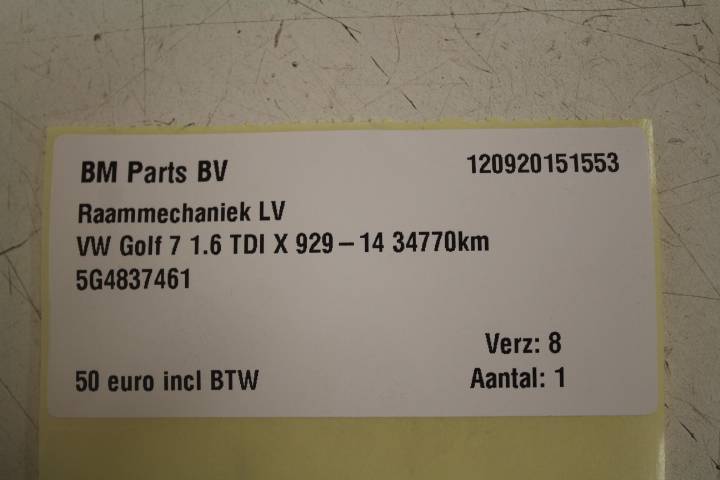 BM Parts BV 120920151553
Raammechaniek LV
VW Golf 7 1.6 TDI X 929-14 34770km
5G4837461
Verz: 8
50 euro incl BTW Aantal: 1